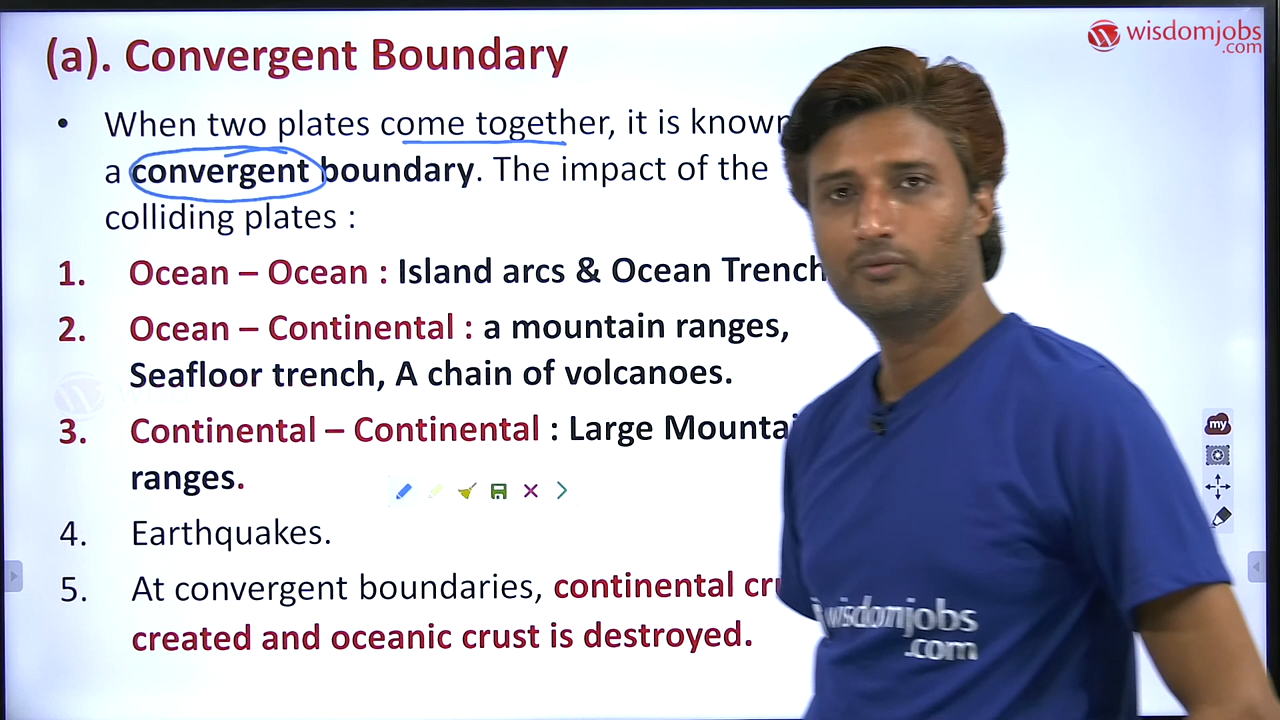 (a). Convergent Boundary
wisdomjobs
.com
• When two plates come together, it is known
a convergent boundary. The impact of the
colliding plates :
1. Ocean – Ocean : Island arcs & Ocean Trench
2. Ocean – Continental : a mountain ranges,
Seafloor trench, A chain of volcanoes.
3. Continental – Continental : Large
ranges.
4. Earthquakes.
5. At convergent boundaries, continental
created and oceanic crust is destroyed.
my
wisdomjobs
.com